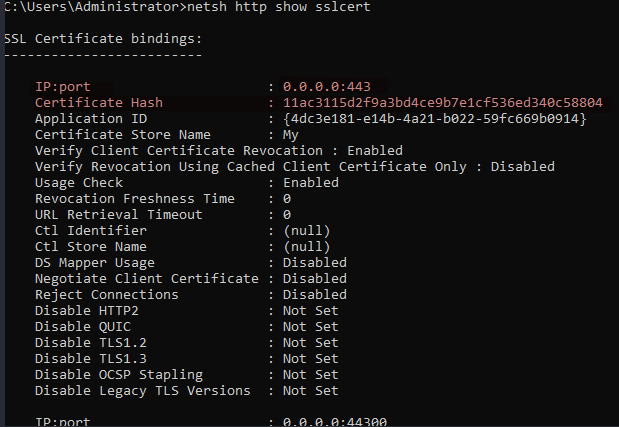 C:\Users\Administrator>netsh http show sslcert
SSL Certificate bindings:
-------------------------
IP:port : 0.0.0.0:443
Certificate Hash : 11ac3115d2f9a3bd4ce9b7e1cf536ed340c58804
Application ID : {4dc3e181-e14b-4a21-b022-59fc669b0914}
Certificate Store Name : My
Verify Client Certificate Revocation : Enabled
Verify Revocation Using Cached Client Certificate Only : Disabled
Usage Check : Enabled
Revocation Freshness Time : 0
URL Retrieval Timeout : 0
Ctl Identifier : (null)
Ctl Store Name : (null)
DS Mapper Usage : Disabled
Negotiate Client Certificate : Disabled
Reject Connections : Disabled
Disable HTTP2 : Not Set
Disable QUIC : Not Set
Disable TLS1.2 : Not Set
Disable TLS1.3 : Not Set
Disable OCSP Stapling : Not Set
Disable Legacy TLS Versions : Not Set
IP:port : 0.0.0.0:44300